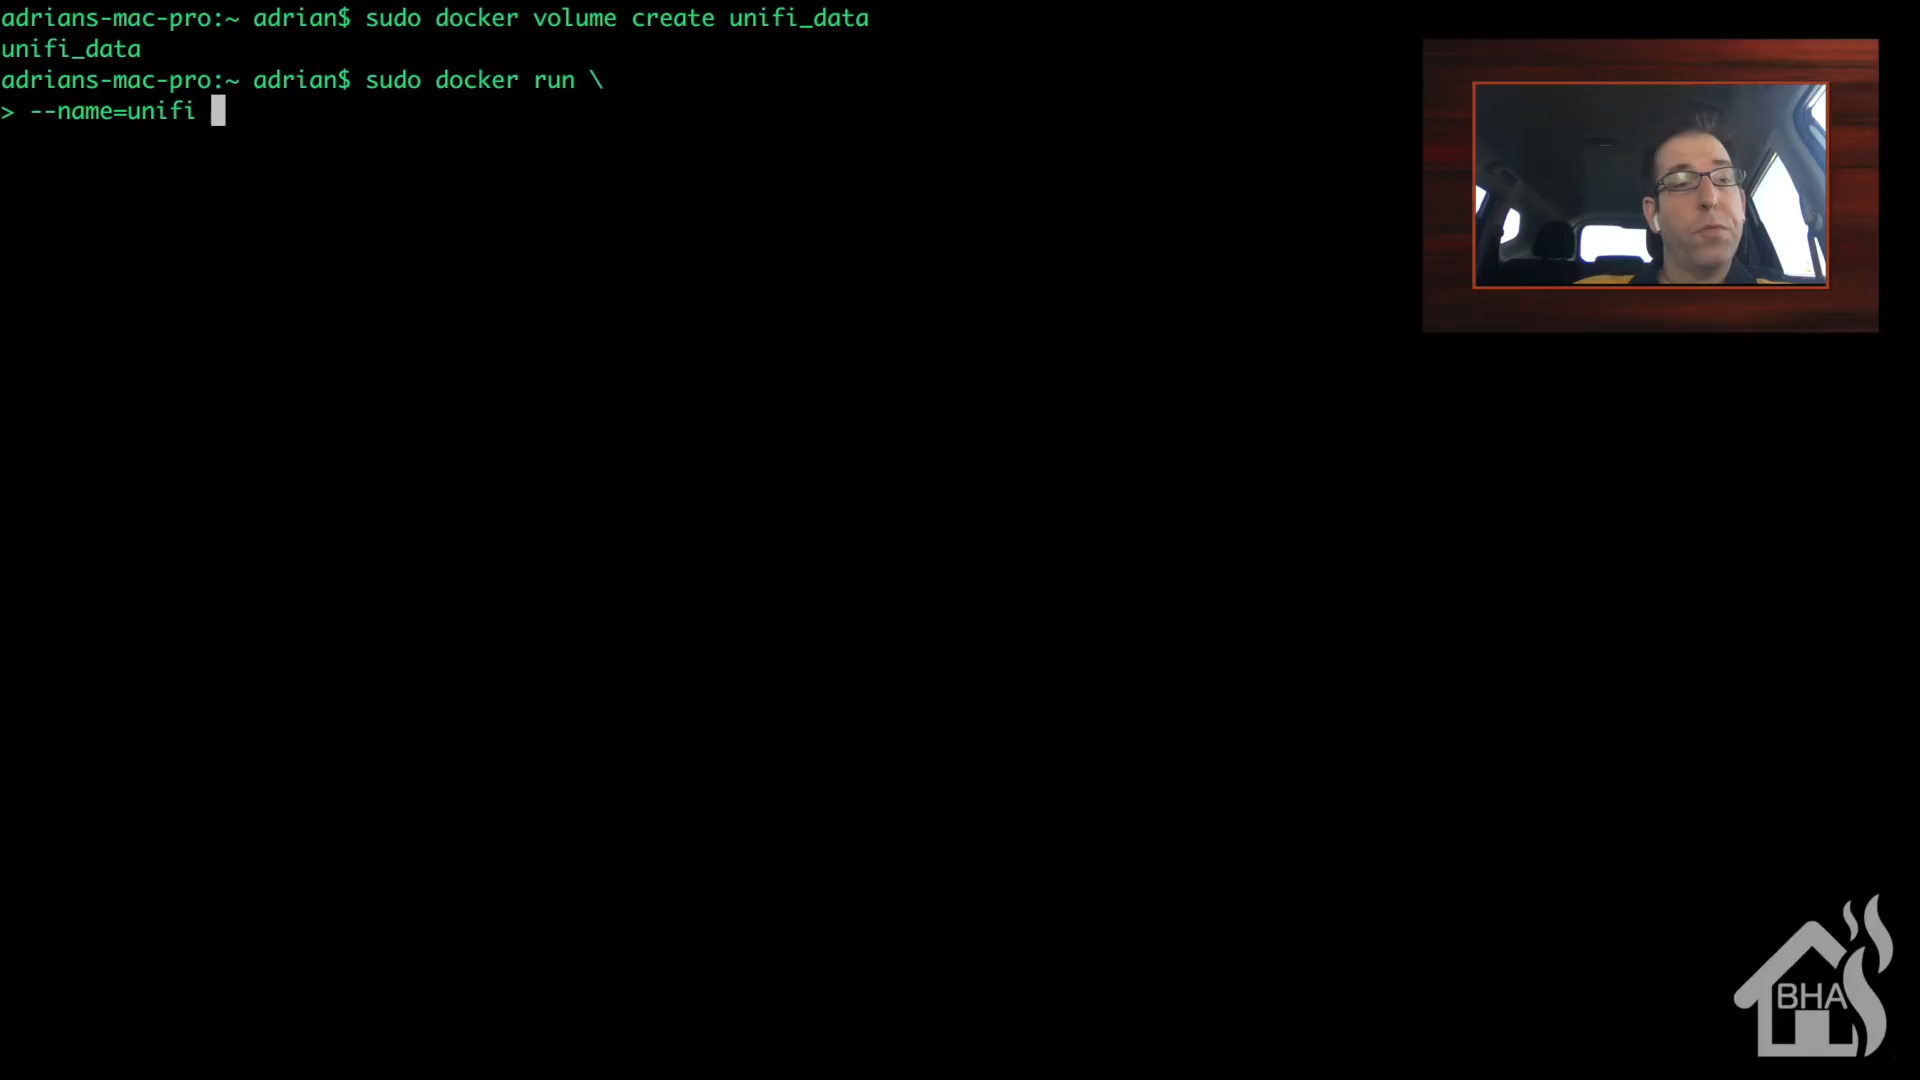 adrians-mac-pro:~ adrian$ sudo docker volume create unifi_data
unifi_data
adrians-mac-pro:~ adrian$ sudo docker run \
> --name=unifi
BHA